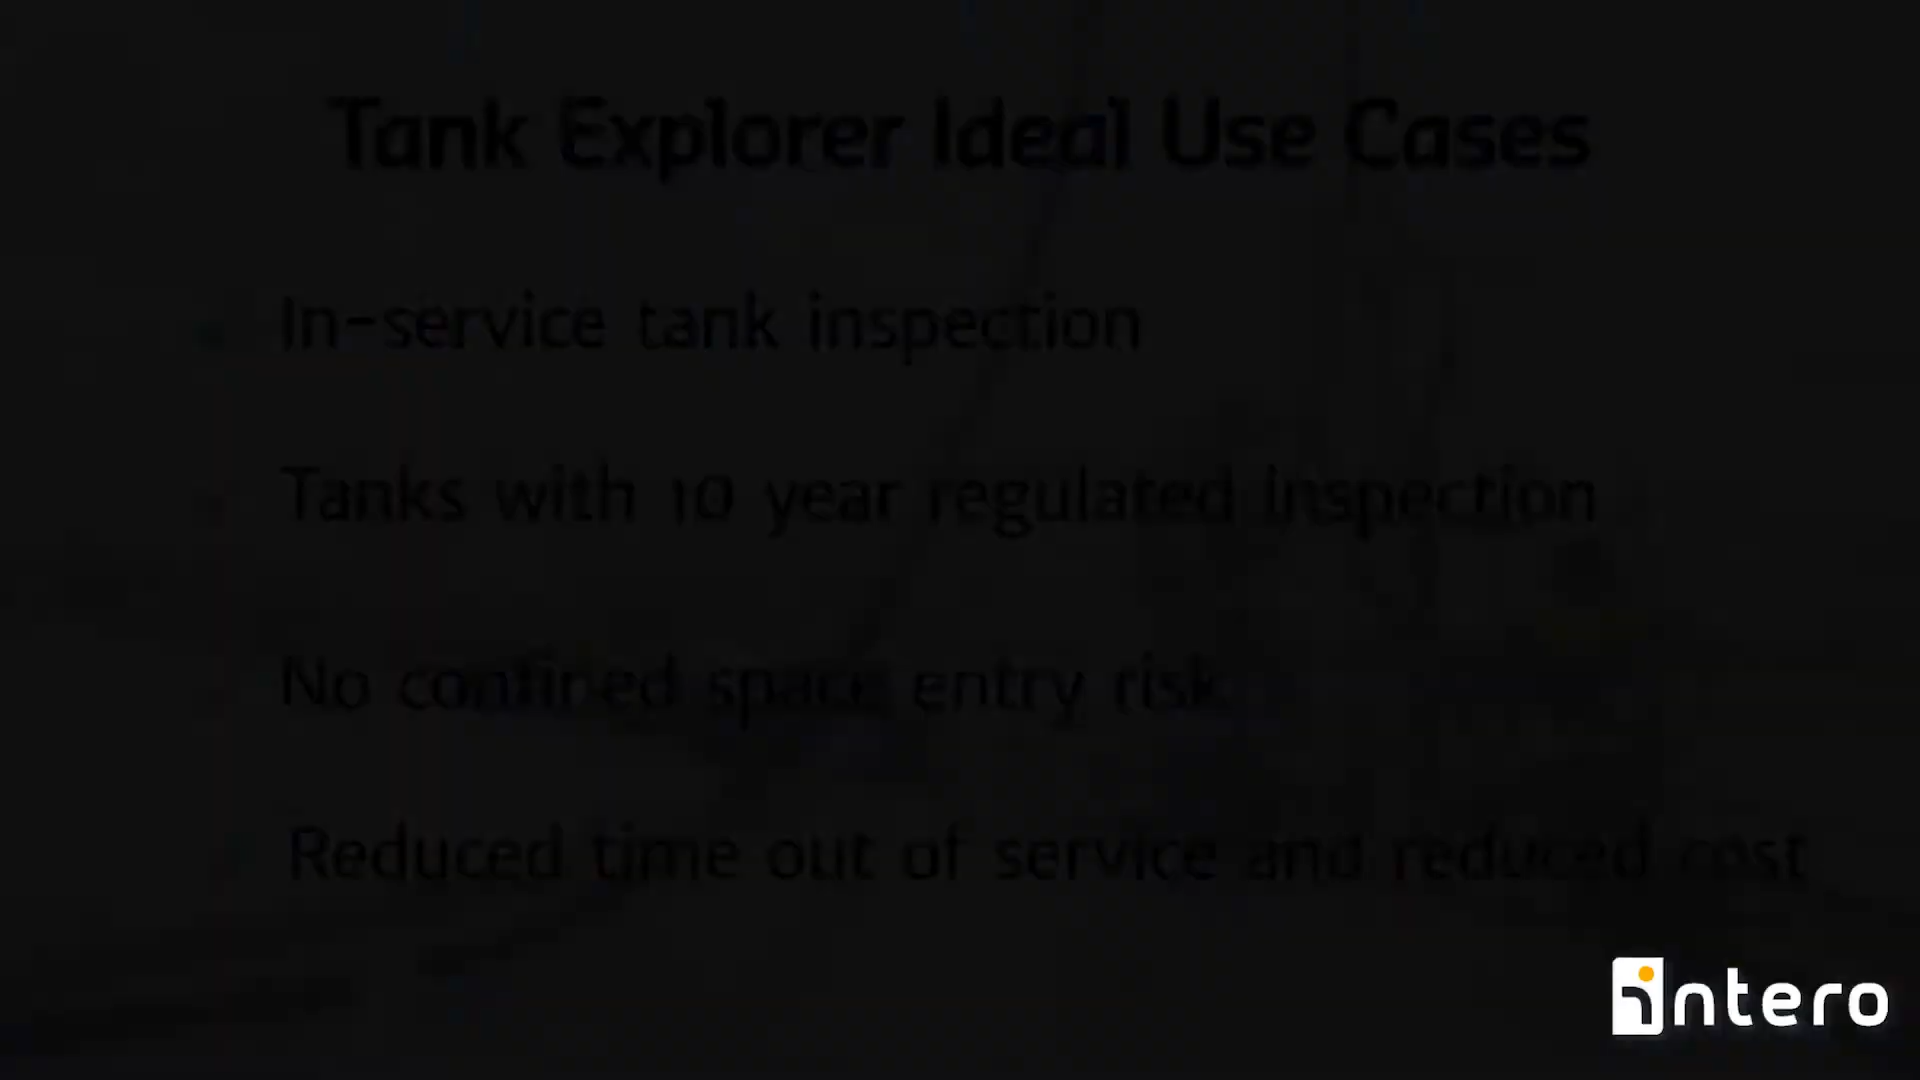 Tank Explorer Ideal Use Cases
In-service tank inspection
Tanks with 10 year regulated inspection
No confined space entry risk
Reduced time out of service and reduced cost
intero